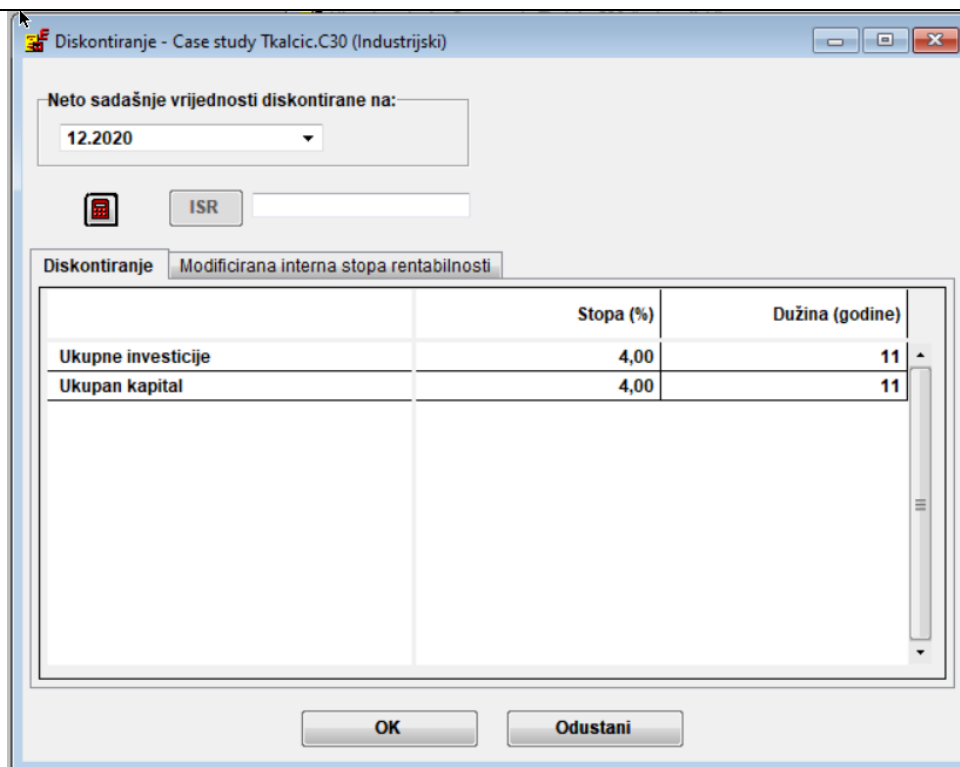 Diskontiranje - Case study Tkalcic.C30 (Industrijski)
Neto sadašnje vrijednosti diskontirane na:
12.2020
ISR
Diskontiranje Modificirana interna stopa rentabilnosti
Stopa (%) Dužina (godine)
Ukupne investicije 4,00 11
Ukupan kapital 4,00 11
OK Odustani